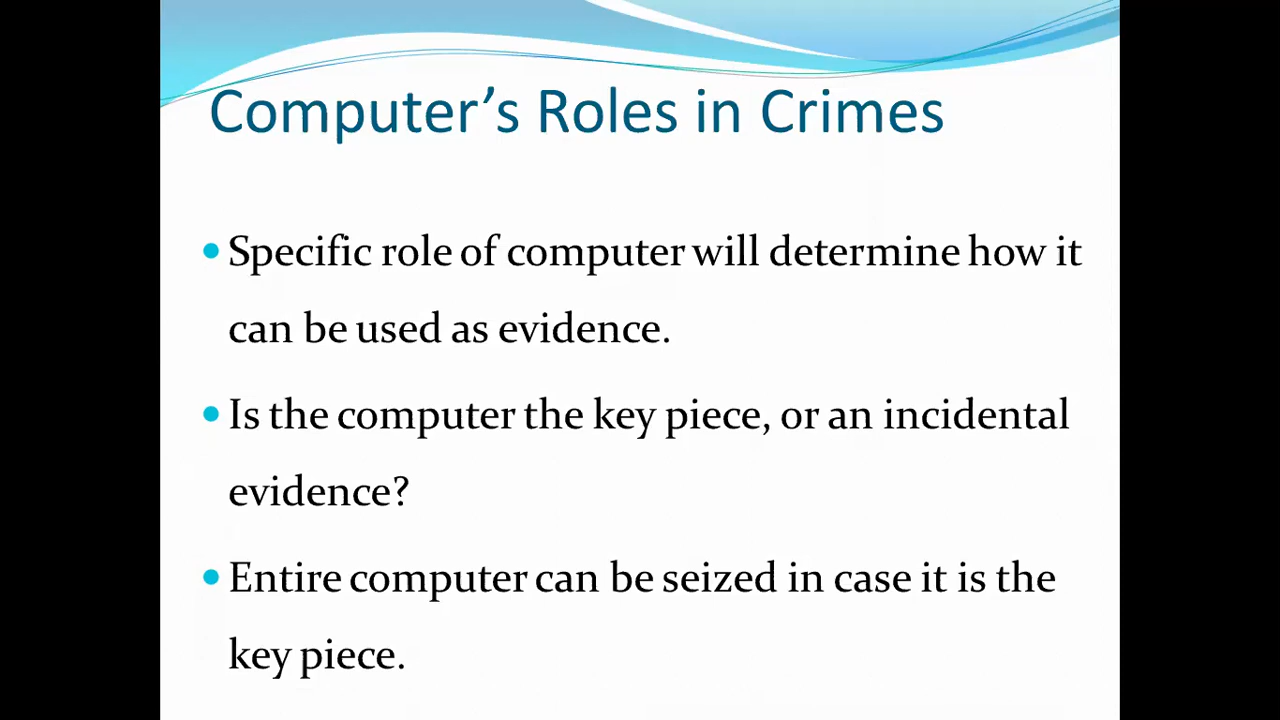 Computer’s Roles in Crimes
Specific role of computer will determine how it
can be used as evidence.
Is the computer the key piece, or an incidental
evidence?
Entire computer can be seized in case it is the
key piece.